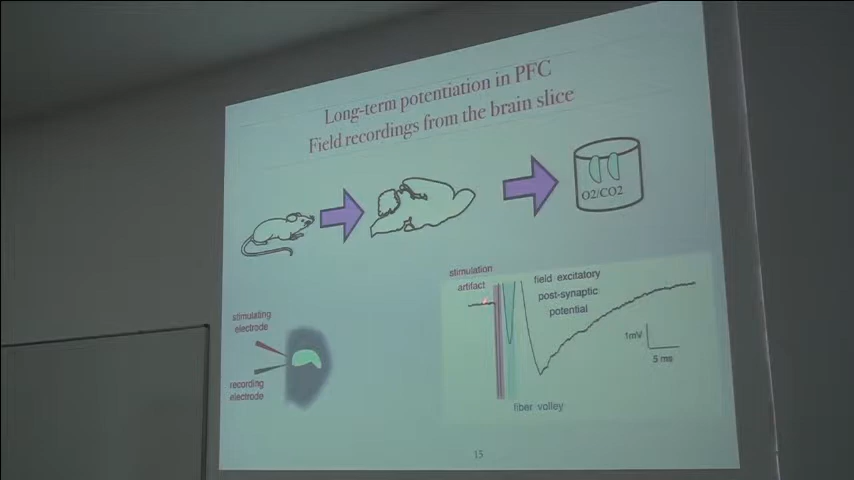 Long-term potentiation in PFC
Field recordings from the brain slice
O2/CO2
stimulation
artifact
field excitatory
post-synaptic
potential
stimulating
electrode
1mV
5 ms
recording
electrode
fiber volley
15